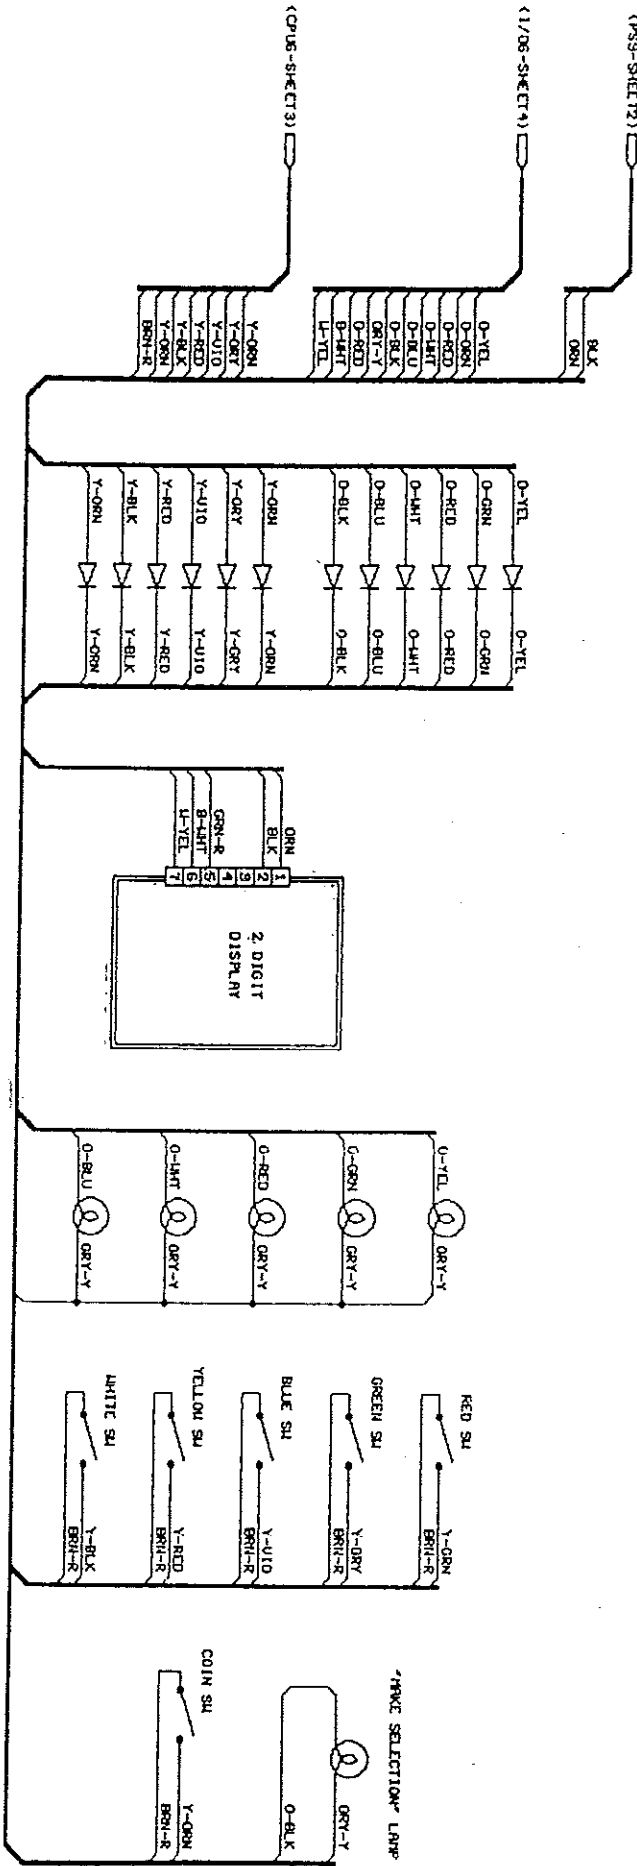 (PS9-SHEET2)
BLK
ORN
(I/O6-SHEET4)
O-YEL
O-GRN
O-RED
O-WHT
O-BLU
O-BLK
GRY-Y
O-RED
B-WHT
W-YEL
(CPU6-SHEET3)
Y-GRN
Y-GRY
Y-VIO
Y-RED
Y-BLK
Y-ORN
BRN-R
O-YEL O-YEL
O-GRN O-GRN
O-RED O-RED
O-WHT O-WHT
O-BLU O-BLU
O-BLK O-BLK
Y-GRN Y-GRN
Y-GRY Y-GRY
Y-VIO Y-VIO
Y-RED Y-RED
Y-BLK Y-BLK
Y-ORN Y-ORN
ORN 1
BLK 2
3
4
GRN-R 5
B-WHT 6
W-YEL 7
2 DIGIT
DISPLAY
O-YEL GRY-Y
O-GRN GRY-Y
O-RED GRY-Y
O-WHT GRY-Y
O-BLU GRY-Y
RED SW
Y-GRN
BRN-R
GREEN SW
Y-GRY
BRN-R
BLUE SW
Y-VIO
BRN-R
YELLOW SW
Y-RED
BRN-R
WHITE SW
Y-BLK
BRN-R
"MAKE SELECTION" LAMP
GRY-Y
O-BLK
COIN SW
Y-ORN
BRN-R